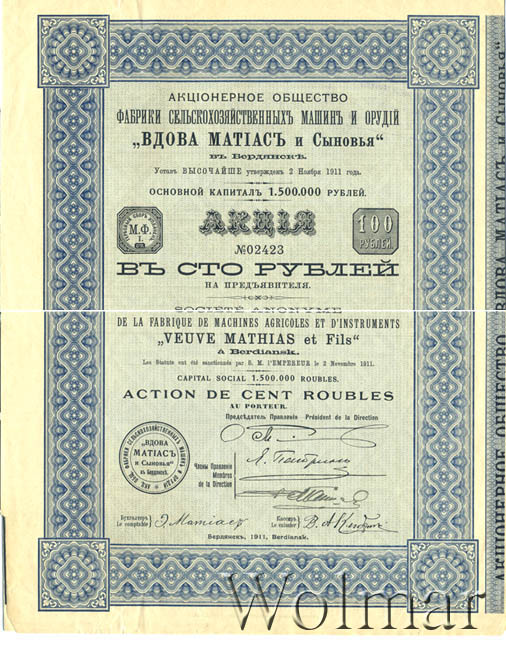 АКЦІОНЕРНОЕ ОБЩЕСТВО
ФАБРИКИ СЕЛЬСКОХОЗЯЙСТВЕННЫХЪ МАШИНЪ И ОРУДІЙ
„ВДОВА МАТІАСЪ и Сыновья“
въ Бердянскѣ.
Уставъ ВЫСОЧАЙШЕ утвержденъ 2 Ноября 1911 года.
ОСНОВНОЙ КАПИТАЛЪ 1.500.000 РУБЛЕЙ.
АКЦІЯ
М.Ф.
100
РУБЛЕЙ.
№02423
ВЪ СТО РУБЛЕЙ
НА ПРЕДЪЯВИТЕЛЯ.
SOCIÉTÉ ANONYME
DE LA FABRIQUE DE MACHINES AGRICOLES ET D'INSTRUMENTS
„VEUVE MATHIAS et Fils“
à Berdiansk.
Les Statuts ont été sanctionnés par S. M. l'EMPEREUR le 2 Novembre 1911.
CAPITAL SOCIAL 1.500.000 ROUBLES.
ACTION DE CENT ROUBLES
AU PORTEUR.
Предсѣдатель Правленія - Président de la Direction
„ВДОВА
МАТІАСЪ
и Сыновья“
въ Бердянскѣ
Члены Правленія
Membres
de la Direction
Бухгалтеръ
Le comptable
Кассиръ
Le caissier
Бердянскъ, 1911, Berdiansk.
АКЦІОНЕРНОЕ ОБЩЕСТВО „ВДОВА МАТІАСЪ и СЫНОВЬЯ“
Wolmar